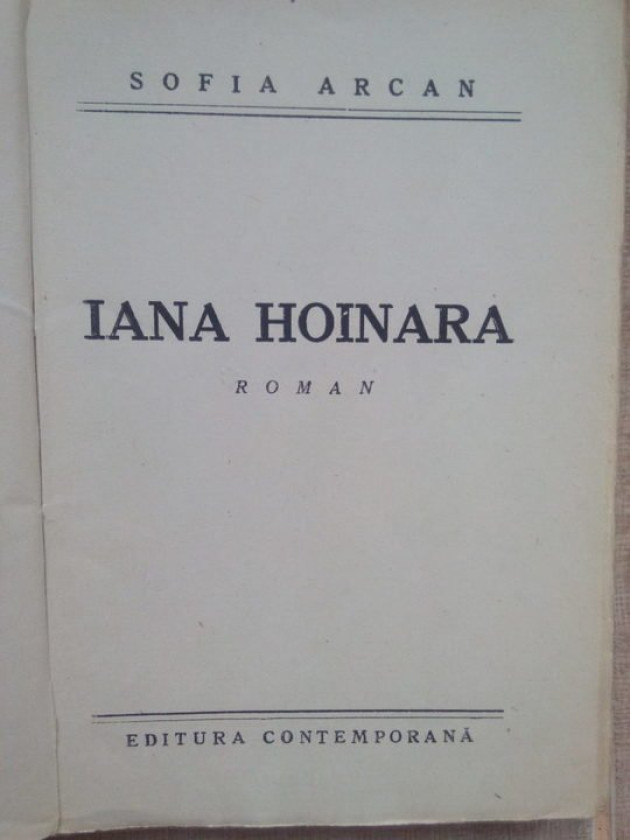 SOFIA ARCAN
IANA HOINARA
ROMAN
EDITURA CONTEMPORANĂ